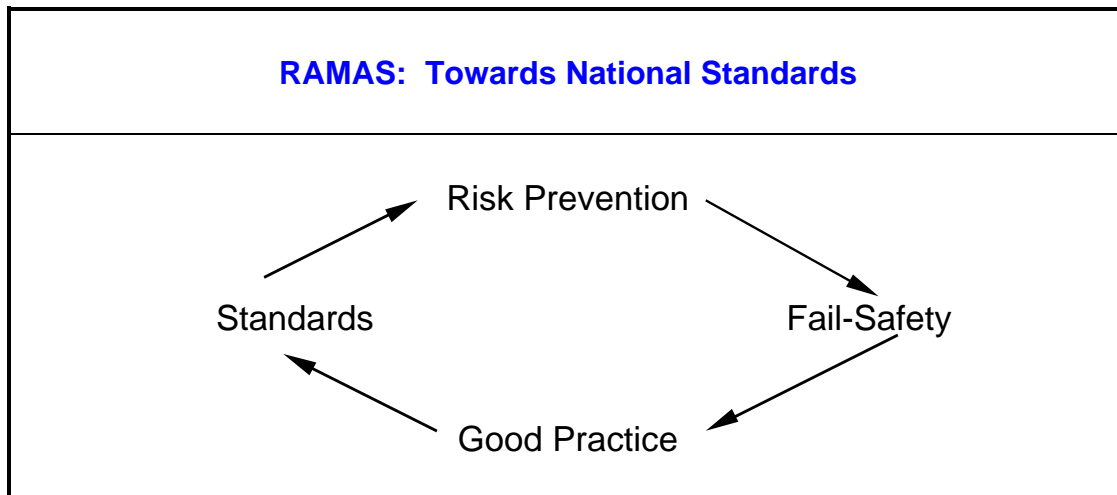 RAMAS: Towards National Standards
Risk Prevention
Standards
Fail-Safety
Good Practice